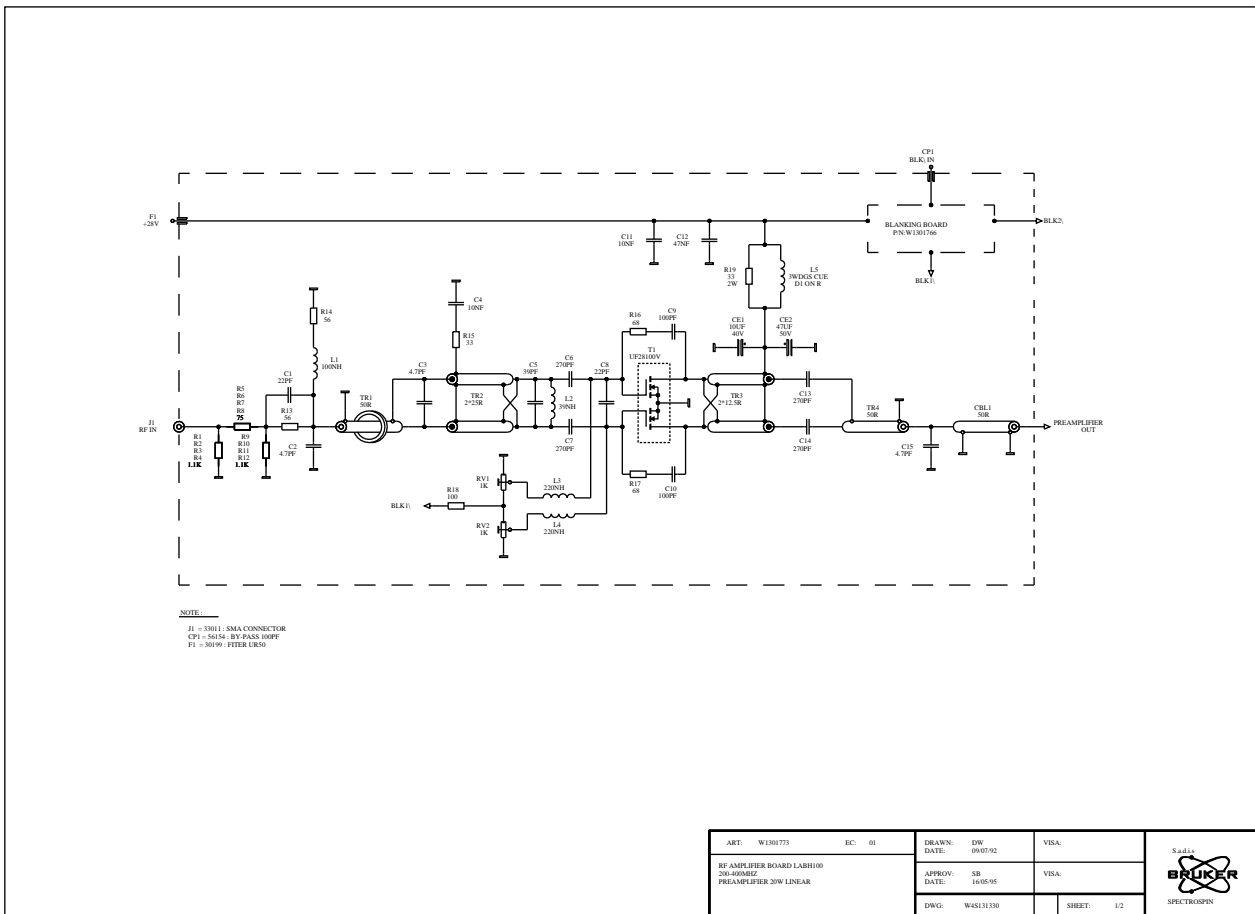 CP1
BLK\ IN
F1
+28V
BLANKING BOARD
P/N:W1301766
BLK2\
BLK1\
C11
10NF
C12
47NF
R19
33
2W
L5
3WDGS CUE
D1 ON R
C4
10NF
R14
56
R15
33
R16
68
C9
100PF
CE1
10UF
40V
CE2
47UF
50V
T1
UF28100V
L1
100NH
C1
22PF
C3
4.7PF
C5
39PF
C6
270PF
C8
22PF
L2
39NH
R5
R6
R7
R8
75
R13
56
TR1
50R
TR2
2*25R
TR3
2*12.5R
C13
270PF
TR4
50R
CBL1
50R
J1
RF IN
PREAMPLIFIER
OUT
R1
R2
R3
R4
1.1K
R9
R10
R11
R12
1.1K
C2
4.7PF
C7
270PF
C14
270PF
C15
4.7PF
R17
68
C10
100PF
RV1
1K
L3
220NH
R18
100
BLK1\
RV2
1K
L4
220NH
NOTE :
J1 = 33011 : SMA CONNECTOR
CP1 = 56154 : BY-PASS 100PF
F1 = 30199 : FITER UR50
ART: W1301773 EC: 01
RF AMPLIFIER BOARD LABH100
200-400MHZ
PREAMPLIFIER 20W LINEAR
DRAWN: DW
DATE: 09/07/92
VISA:
APPROV: SB
DATE: 16/05/95
VISA:
DWG: W4S131330
SHEET: 1/2
S.a.d.i.s
BRUKER
SPECTROSPIN